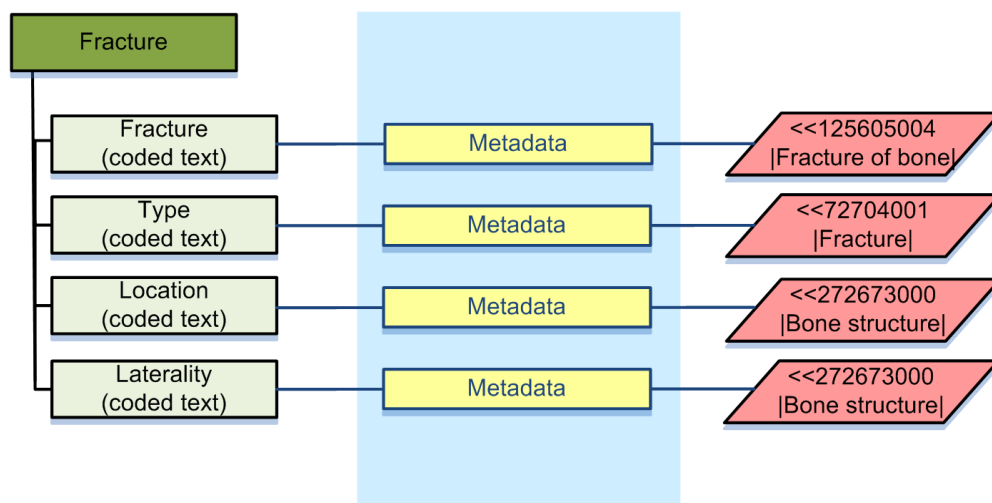 Fracture
Fracture
(coded text)
Metadata
<<125605004
|Fracture of bone|
Type
(coded text)
Metadata
<<72704001
|Fracture|
Location
(coded text)
Metadata
<<272673000
|Bone structure|
Laterality
(coded text)
Metadata
<<272673000
|Bone structure|